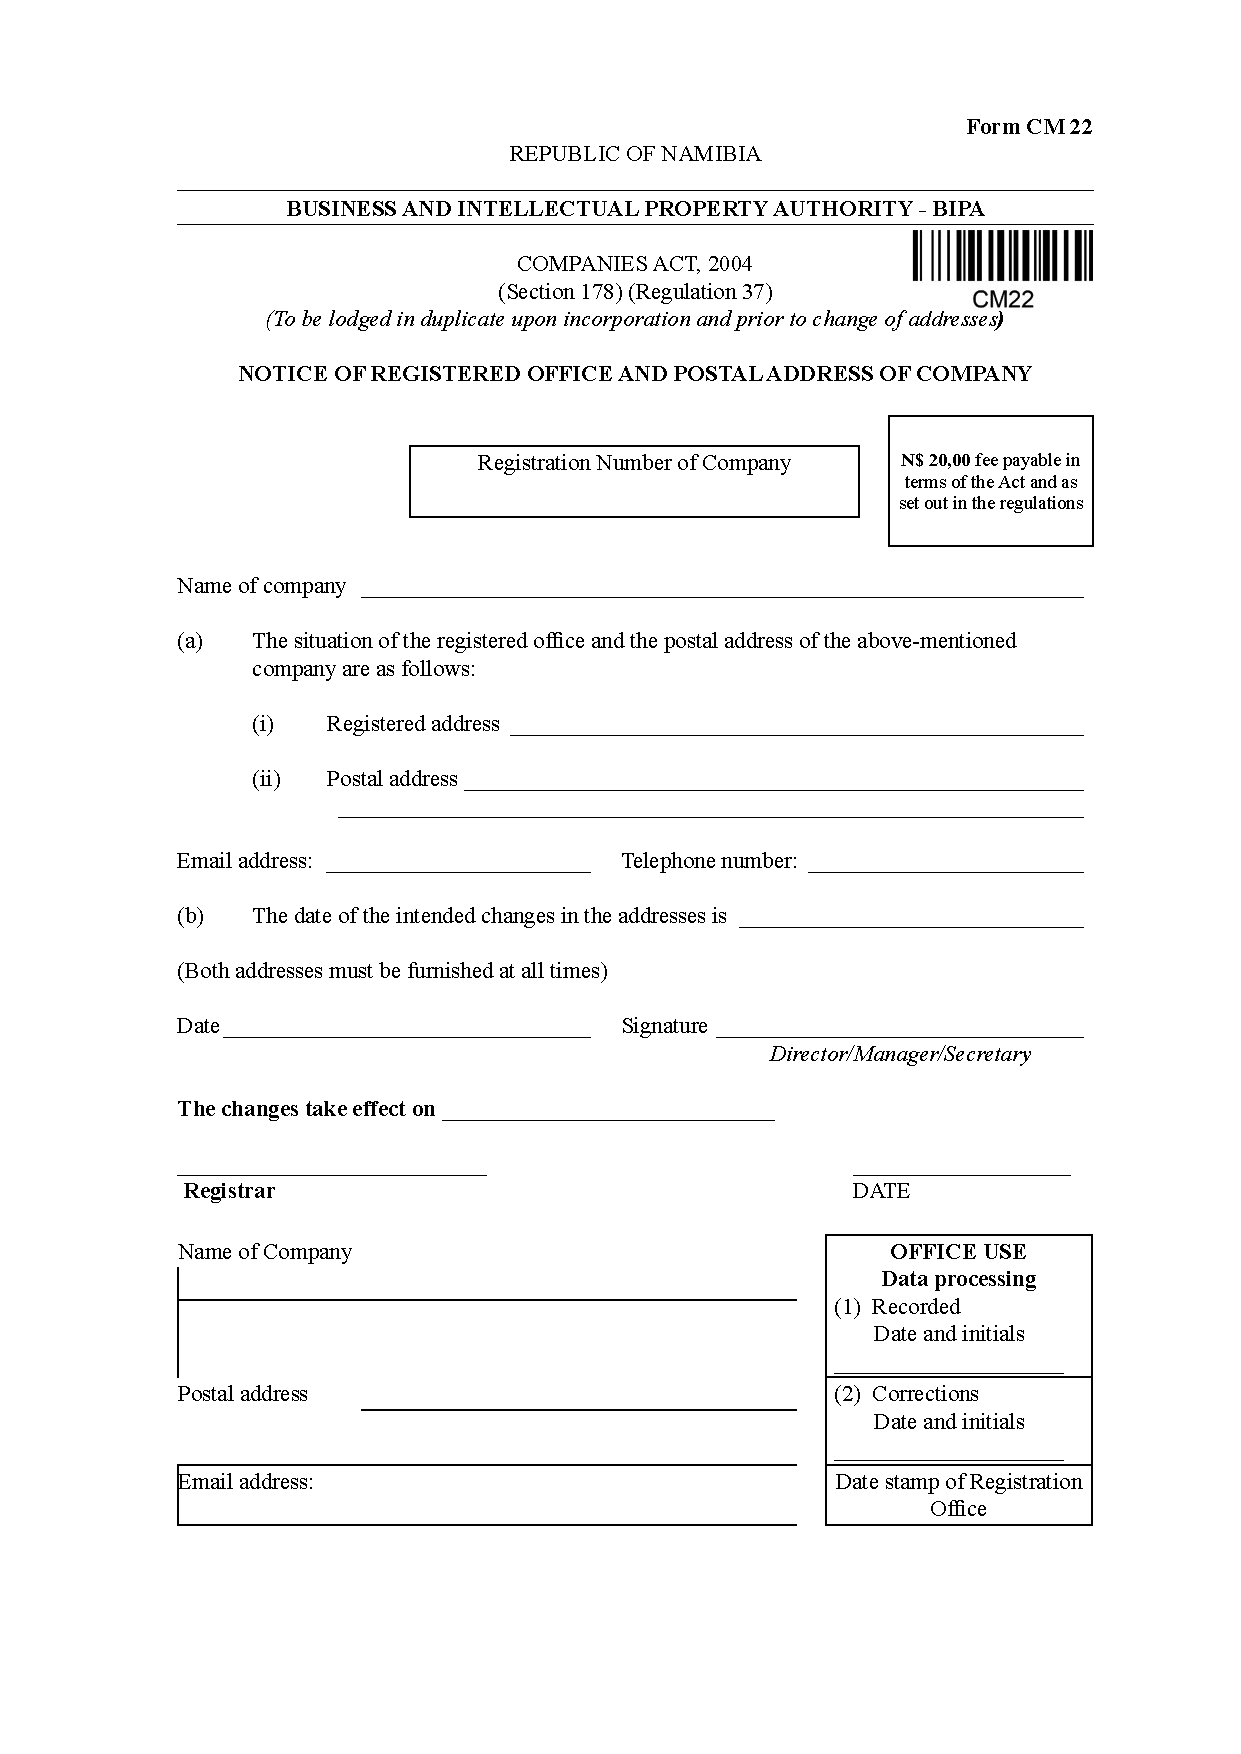 Form CM 22
REPUBLIC OF NAMIBIA
BUSINESS AND INTELLECTUAL PROPERTY AUTHORITY - BIPA
COMPANIES ACT, 2004
(Section 178) (Regulation 37)
CM22
(To be lodged in duplicate upon incorporation and prior to change of addresses)
NOTICE OF REGISTERED OFFICE AND POSTAL ADDRESS OF COMPANY
Registration Number of Company
N$ 20,00 fee payable in
terms of the Act and as
set out in the regulations
Name of company
(a) The situation of the registered office and the postal address of the above-mentioned
company are as follows:
(i) Registered address
(ii) Postal address
Email address: Telephone number:
(b) The date of the intended changes in the addresses is
(Both addresses must be furnished at all times)
Date Signature
Director/Manager/Secretary
The changes take effect on
Registrar DATE
Name of Company
Postal address
Email address:
OFFICE USE
Data processing
(1) Recorded
Date and initials
(2) Corrections
Date and initials
Date stamp of Registration
Office